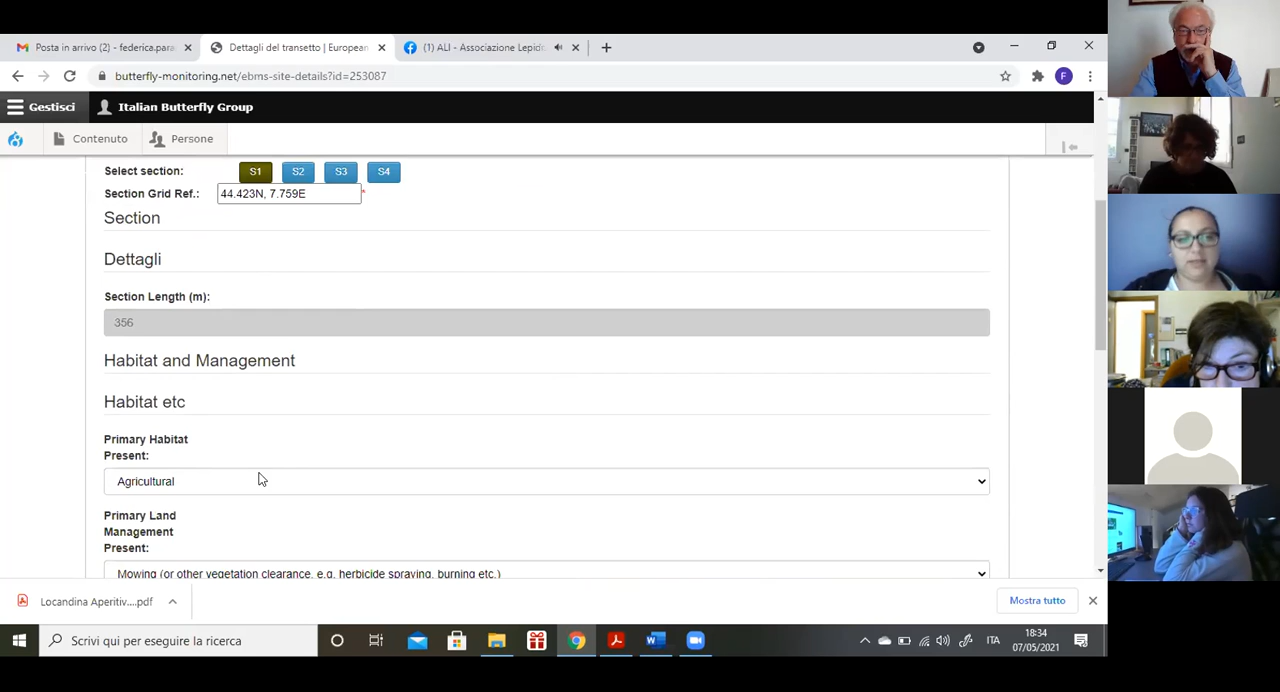 Posta in arrivo (2) - federica.para
Dettagli del transetto | European
(1) ALI - Associazione Lepido
butterfly-monitoring.net/ebms-site-details?id=253087
F
Gestisci
Italian Butterfly Group
Contenuto
Persone
Select section:
S1
S2
S3
S4
Section Grid Ref.:
44.423N, 7.759E
*
Section
Dettagli
Section Length (m):
356
Habitat and Management
Habitat etc
Primary Habitat
Present:
Agricultural
Primary Land
Management
Present:
Mowing (or other vegetation clearance, e.g. herbicide spraying, burning etc.)
Locandina Aperitiv....pdf
Mostra tutto
Scrivi qui per eseguire la ricerca
ITA
18:34
07/05/2021